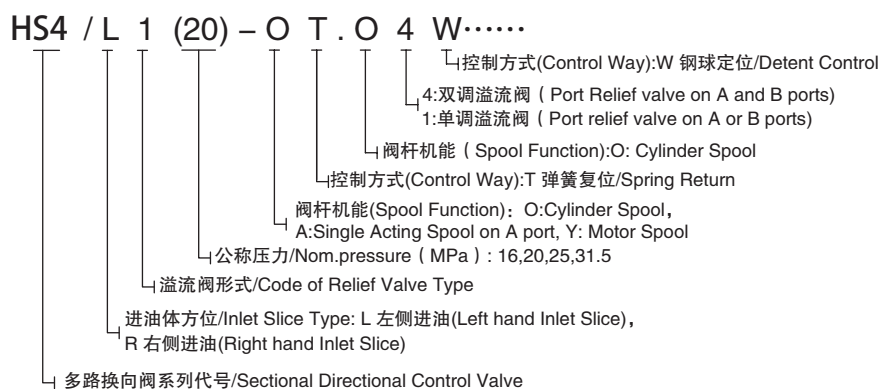 HS4 / L 1 (20) – O T . O 4 W……
控制方式(Control Way):W 钢球定位/Detent Control
4:双调溢流阀（Port Relief valve on A and B ports)
1:单调溢流阀（Port relief valve on A or B ports)
阀杆机能（Spool Function):O: Cylinder Spool
控制方式(Control Way):T 弹簧复位/Spring Return
阀杆机能(Spool Function)：O:Cylinder Spool，
A:Single Acting Spool on A port, Y: Motor Spool
公称压力/Nom.pressure（MPa）: 16,20,25,31.5
溢流阀形式/Code of Relief Valve Type
进油体方位/Inlet Slice Type: L 左侧进油(Left hand Inlet Slice)，
R 右侧进油(Right hand Inlet Slice)
多路换向阀系列代号/Sectional Directional Control Valve